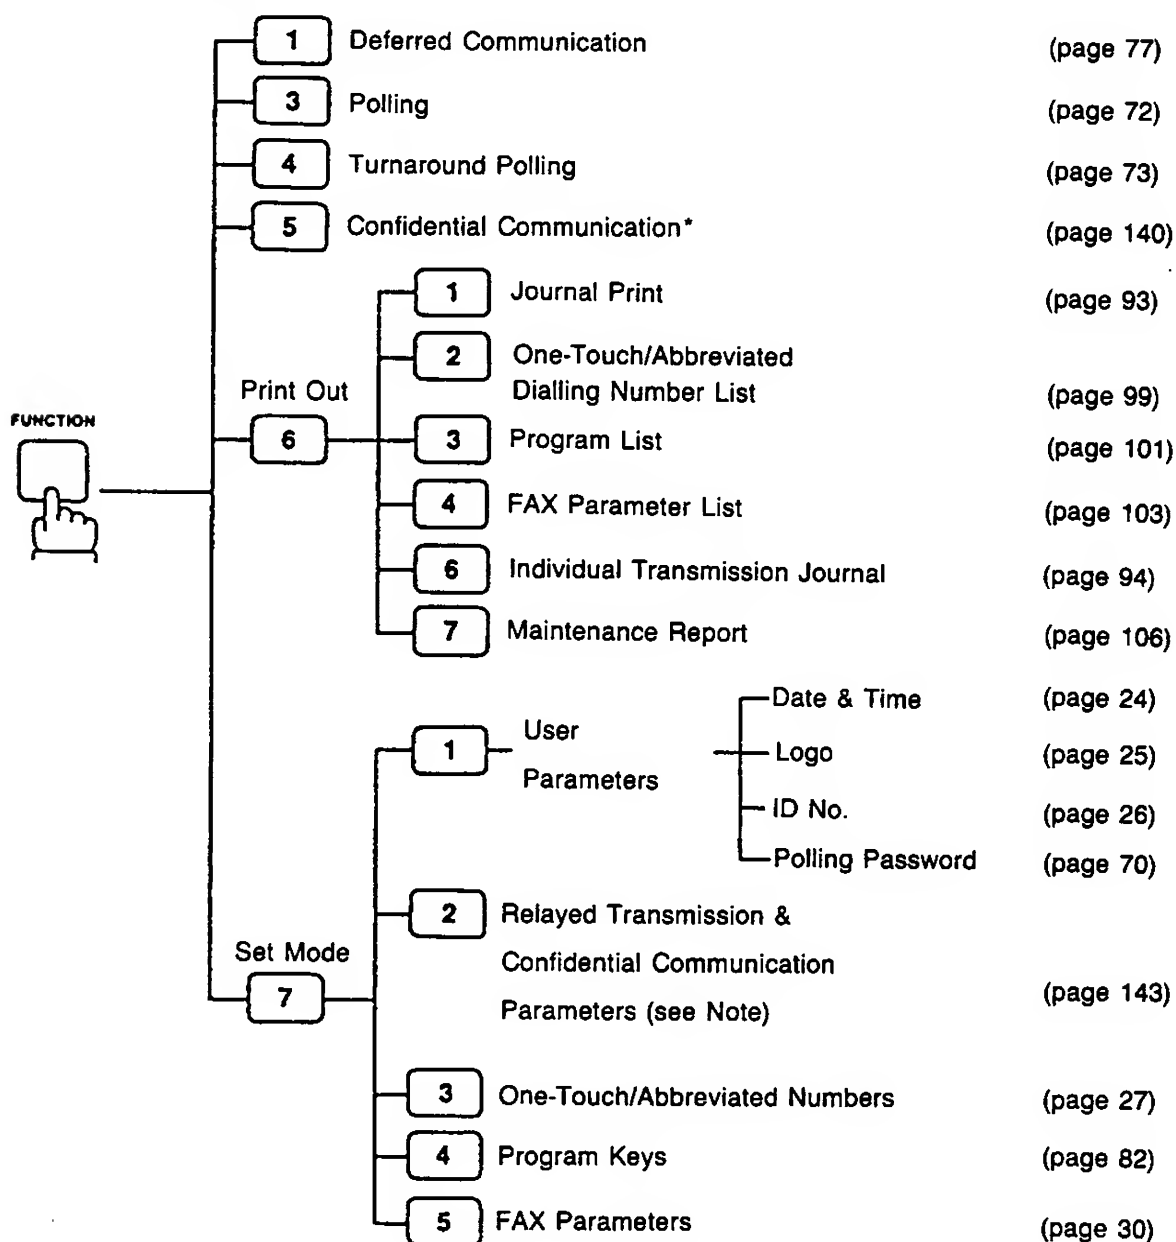 1 Deferred Communication (page 77)
3 Polling (page 72)
4 Turnaround Polling (page 73)
5 Confidential Communication* (page 140)
1 Journal Print (page 93)
2 One-Touch/Abbreviated
Dialling Number List (page 99)
Print Out
FUNCTION
6
3 Program List (page 101)
4 FAX Parameter List (page 103)
6 Individual Transmission Journal (page 94)
7 Maintenance Report (page 106)
Date & Time (page 24)
1 User
Parameters
Logo (page 25)
ID No. (page 26)
Polling Password (page 70)
2 Relayed Transmission &
Confidential Communication
Parameters (see Note) (page 143)
Set Mode
7
3 One-Touch/Abbreviated Numbers (page 27)
4 Program Keys (page 82)
5 FAX Parameters (page 30)